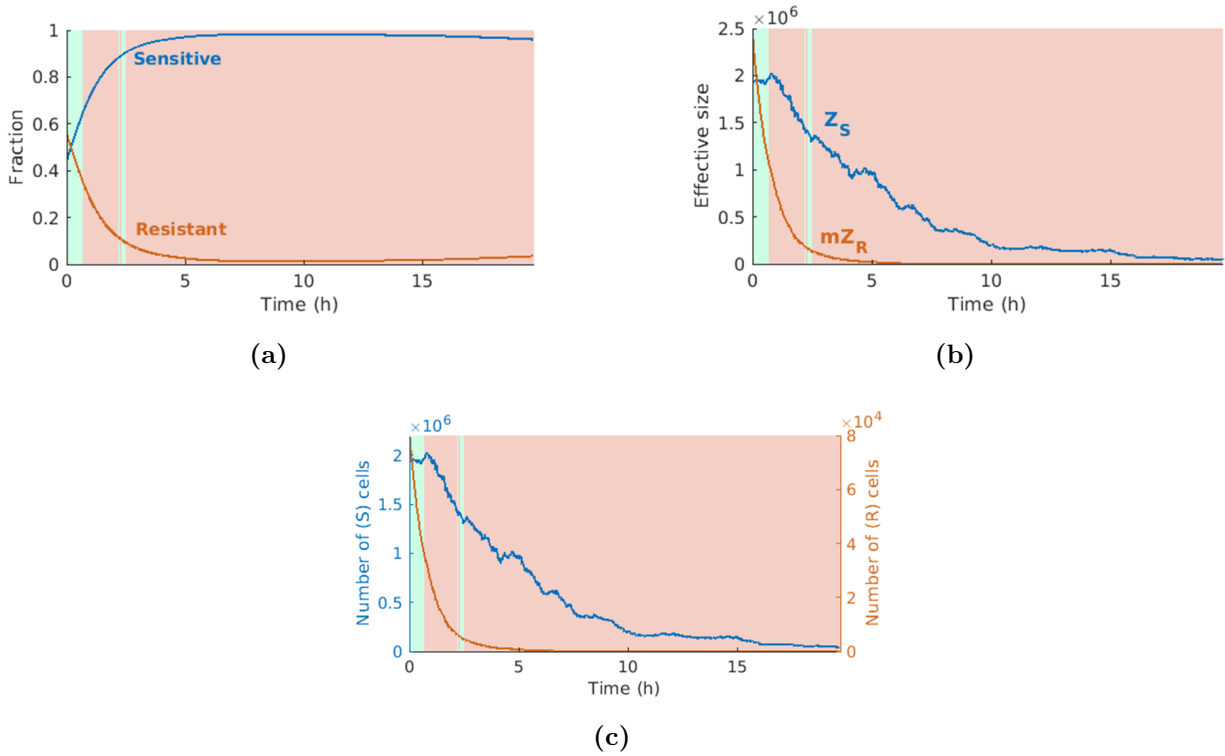 1
0.8
0.6
0.4
0.2
0
Fraction
Sensitive
Resistant
0 5 10 15
Time (h)
(a)
×10^6
2.5
2
1.5
1
0.5
0
Effective size
Z_S
mZ_R
0 5 10 15
Time (h)
(b)
×10^6
2
1.5
1
0.5
0
Number of (S) cells
×10^4
8
6
4
2
0
Number of (R) cells
0 5 10 15
Time (h)
(c)